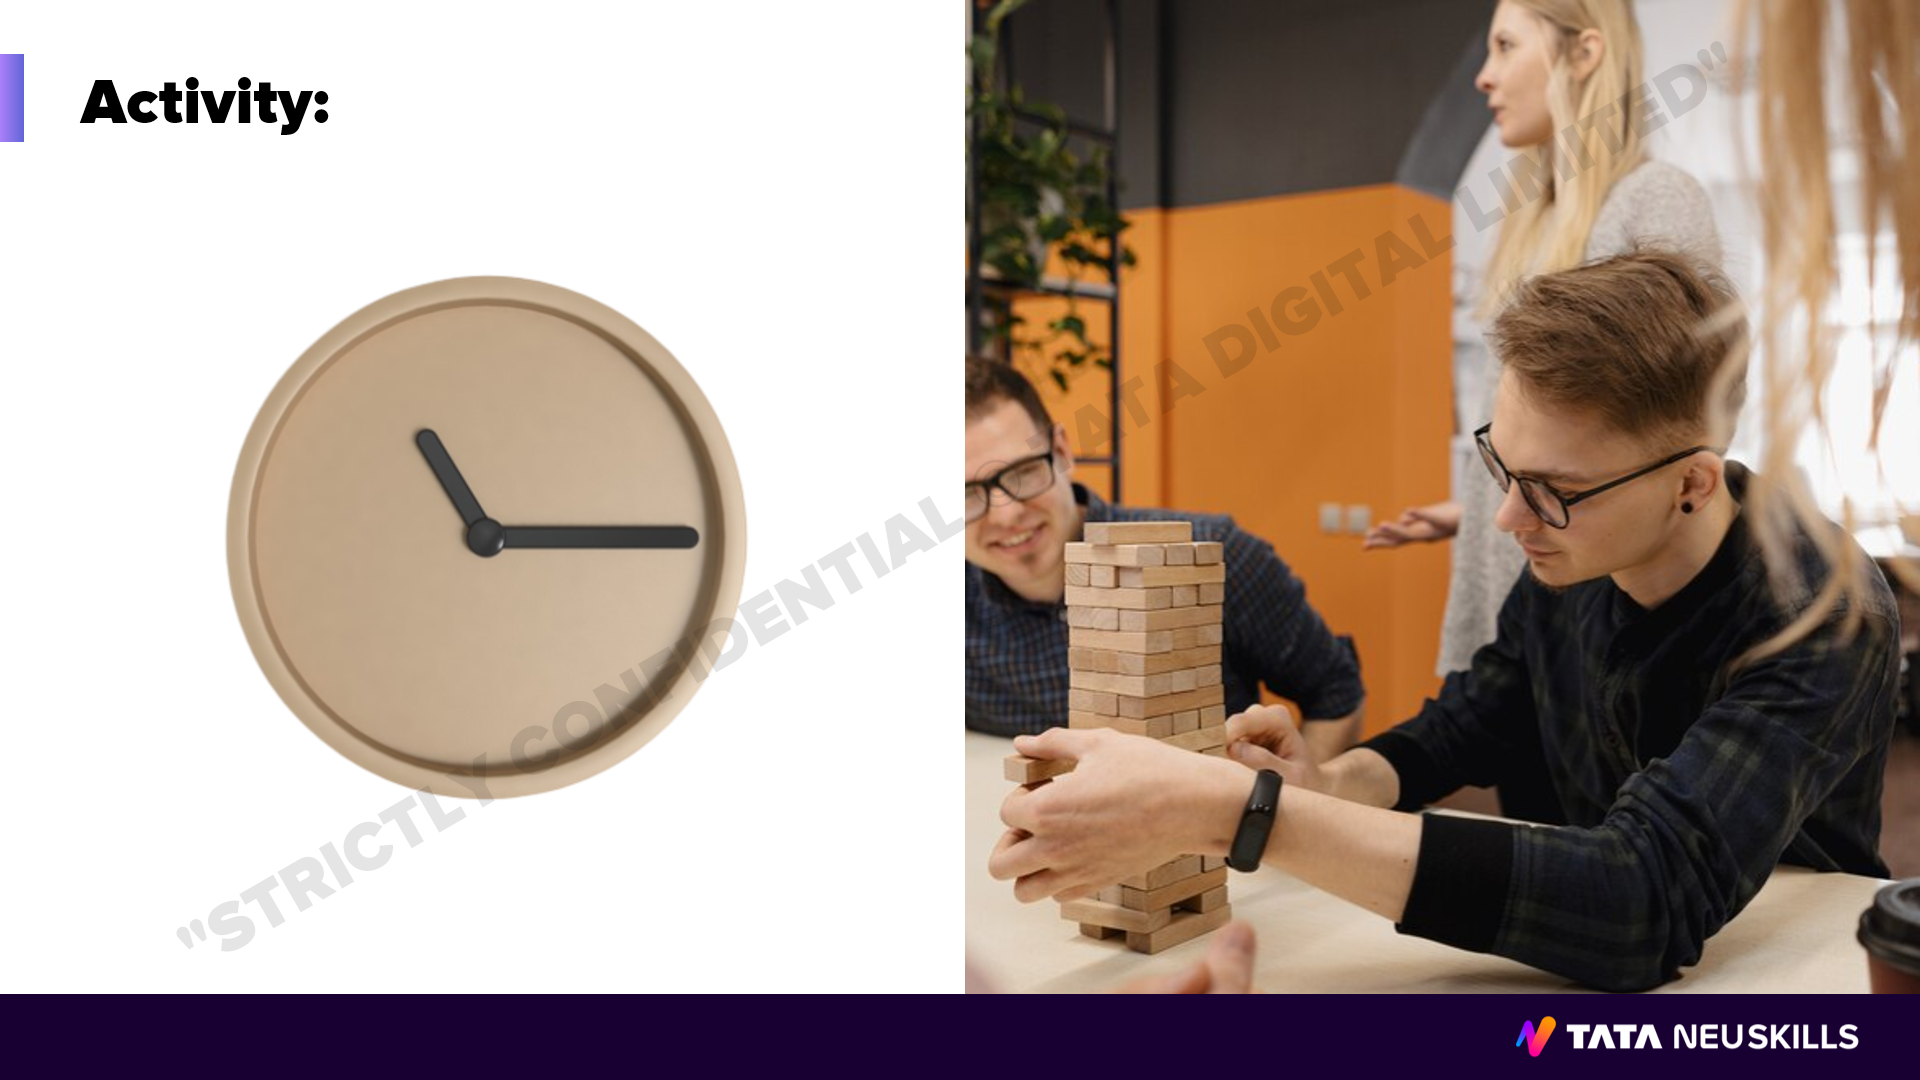 Activity:
"STRICTLY CONFIDENTIAL TATA DIGITAL LIMITED"
TATA NEUSKILLS